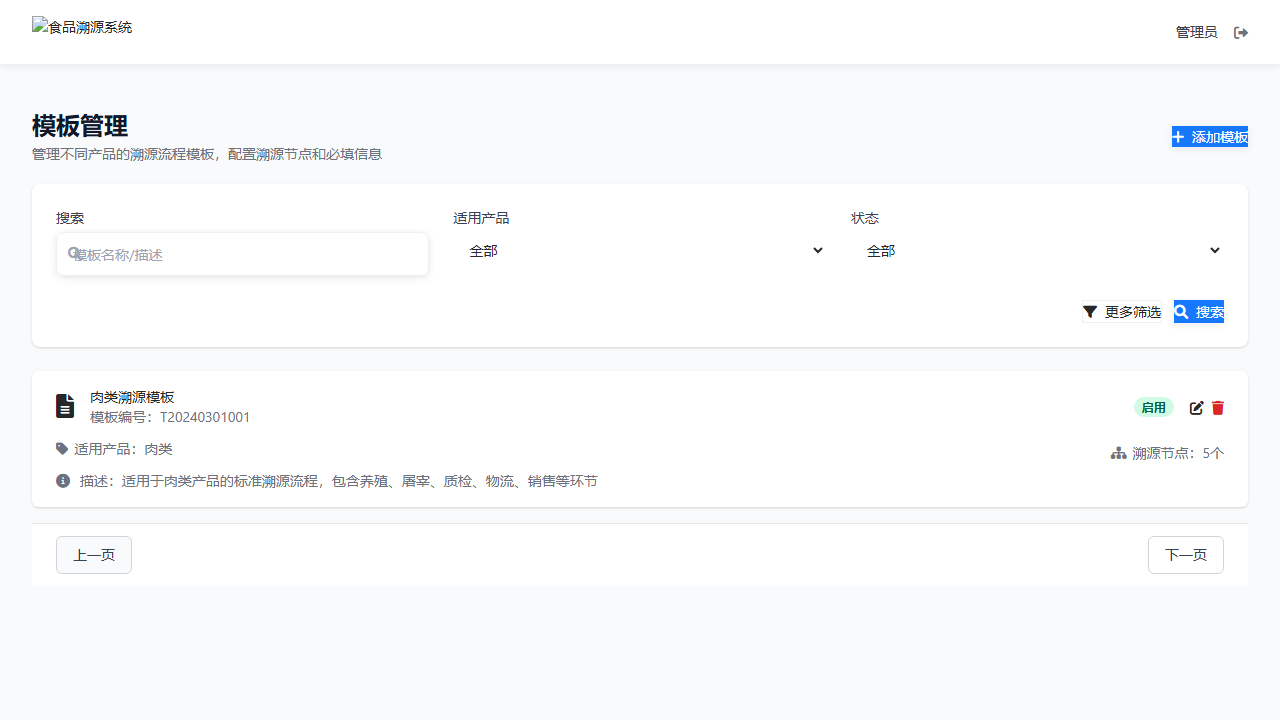 食品溯源系统
管理员
模板管理
管理不同产品的溯源流程模板，配置溯源节点和必填信息
添加模板
搜索
适用产品
状态
模板名称/描述
全部
全部
更多筛选
搜索
肉类溯源模板
模板编号：T20240301001
启用
适用产品：肉类
溯源节点：5个
描述：适用于肉类产品的标准溯源流程，包含养殖、屠宰、质检、物流、销售等环节
上一页
下一页